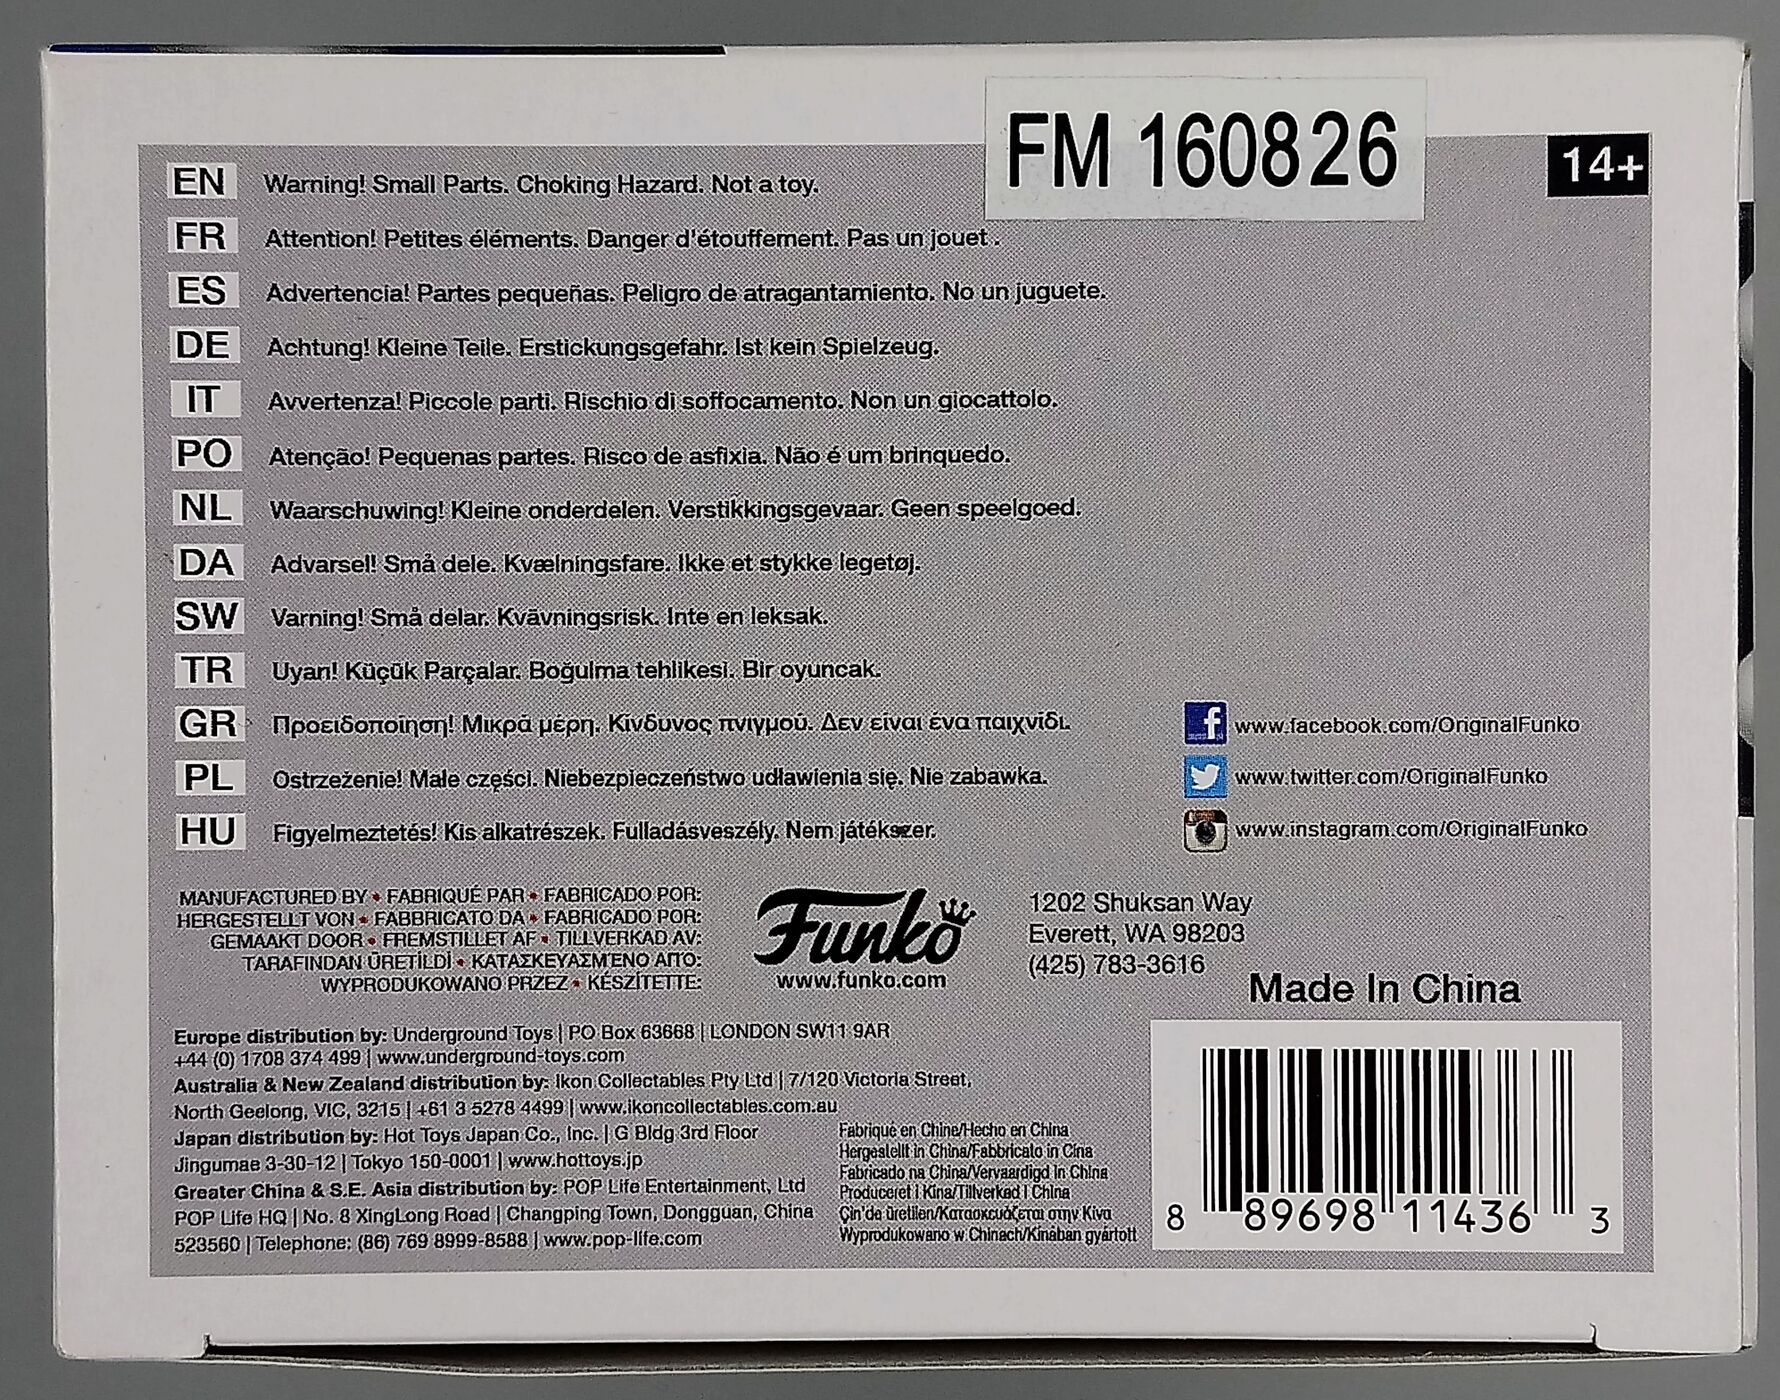 FM 160826
14+
EN Warning! Small Parts. Choking Hazard. Not a toy.
FR Attention! Petites éléments. Danger d'étouffement. Pas un jouet .
ES Advertencia! Partes pequeñas. Peligro de atragantamiento. No un juguete.
DE Achtung! Kleine Teile. Erstickungsgefahr. Ist kein Spielzeug.
IT Avvertenza! Piccole parti. Rischio di soffocamento. Non un giocattolo.
PO Atenção! Pequenas partes. Risco de asfixia. Não é um brinquedo.
NL Waarschuwing! Kleine onderdelen. Verstikkingsgevaar. Geen speelgoed.
DA Advarsel! Små dele. Kvælningsfare. Ikke et stykke legetøj.
SW Varning! Små delar. Kvävningsrisk. Inte en leksak.
TR Uyarı! Küçük Parçalar. Boğulma tehlikesi. Bir oyuncak.
GR Προειδοποίηση! Μικρά μέρη. Κίνδυνος πνιγμού. Δεν είναι ένα παιχνίδι.
PL Ostrzeżenie! Małe części. Niebezpieczeństwo udławienia się. Nie zabawka.
HU Figyelmeztetés! Kis alkatrészek. Fulladásveszély. Nem játékszer.
www.facebook.com/OriginalFunko
www.twitter.com/OriginalFunko
www.instagram.com/OriginalFunko
MANUFACTURED BY • FABRIQUÉ PAR • FABRICADO POR:
HERGESTELLT VON • FABBRICATO DA • FABRICADO POR:
GEMAAKT DOOR • FREMSTILLET AF • TILLVERKAD AV:
TARAFINDAN ÜRETİLDİ • ΚΑΤΑΣΚΕΥΑΣΜΈΝΟ ΑΠΌ:
WYPRODUKOWANO PRZEZ • KÉSZÍTETTE:
Funko
www.funko.com
1202 Shuksan Way
Everett, WA 98203
(425) 783-3616
Made In China
Europe distribution by: Underground Toys | PO Box 63668 | LONDON SW11 9AR
+44 (0) 1708 374 499 | www.underground-toys.com
Australia & New Zealand distribution by: Ikon Collectables Pty Ltd | 7/120 Victoria Street,
North Geelong, VIC, 3215 | +61 3 5278 4499 | www.ikoncollectables.com.au
Japan distribution by: Hot Toys Japan Co., Inc. | G Bldg 3rd Floor
Jingumae 3-30-12 | Tokyo 150-0001 | www.hottoys.jp
Greater China & S.E. Asia distribution by: POP Life Entertainment, Ltd
POP Life HQ | No. 8 XingLong Road | Changping Town, Dongguan, China
523560 | Telephone: (86) 769 8999-8588 | www.pop-life.com
Fabriqué en Chine/Hecho en China
Hergestellt in China/Fabbricato in Cina
Fabricado na China/Vervaardigd in China
Produceret i Kina/Tillverkad i China
Çin'de üretilen/Κατασκευάζεται στην Κίνα
Wyprodukowano w Chinach/Kínában gyártott
8 89698 11436 3